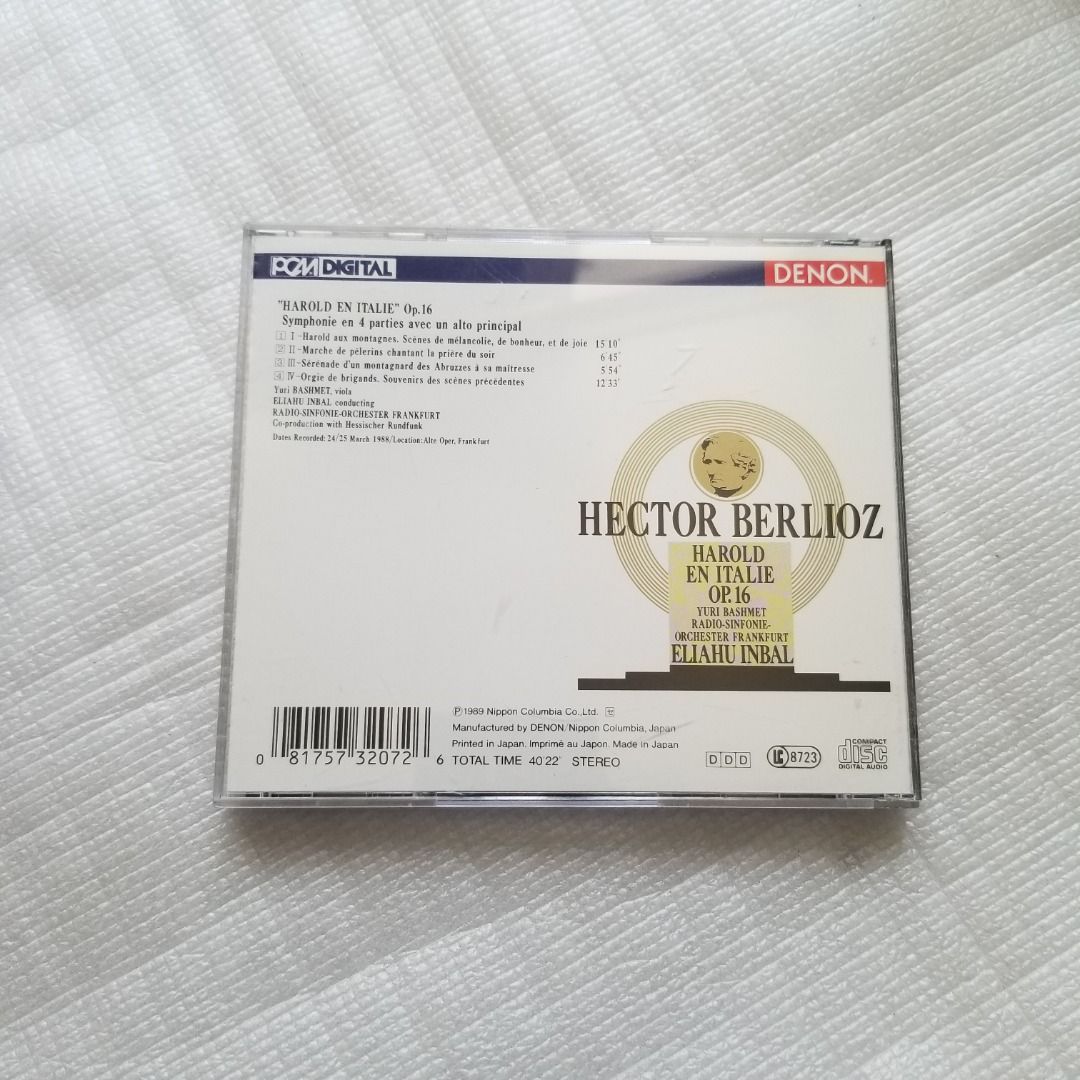 PCM DIGITAL
DENON®
"HAROLD EN ITALIE" Op.16
Symphonie en 4 parties avec un alto principal
1 I-Harold aux montagnes. Scènes de mélancolie, de bonheur, et de joie 15'10"
2 II-Marche de pèlerins chantant la prière du soir 6'45"
3 III-Sérénade d'un montagnard des Abruzzes à sa maîtresse 5'54"
4 IV-Orgie de brigands. Souvenirs des scènes précédentes 12'33"
Yuri BASHMET, viola
ELIAHU INBAL conducting
RADIO-SINFONIE-ORCHESTER FRANKFURT
Co-production with Hessischer Rundfunk
Dates Recorded: 24/25 March 1988/Location: Alte Oper, Frankfurt
HECTOR BERLIOZ
HAROLD
EN ITALIE
OP.16
YURI BASHMET
RADIO-SINFONIE-
ORCHESTER FRANKFURT
ELIAHU INBAL
Ⓟ1989 Nippon Columbia Co.,Ltd. セ
Manufactured by DENON/Nippon Columbia, Japan
Printed in Japan. Imprimé au Japon. Made in Japan
0 81757 32072 6 TOTAL TIME 40'22" STEREO
DDD
LC 8723
COMPACT
disc
DIGITAL AUDIO